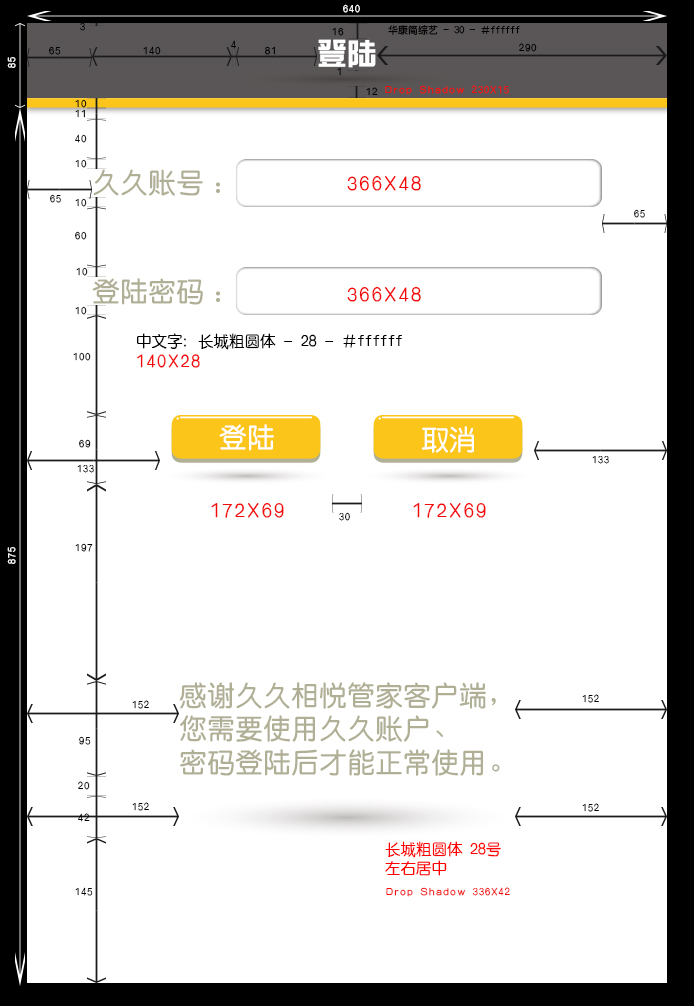 640
3
16
华康简综艺 - 30 - #ffffff
65
140
4
81
登陆
290
85
1
12
Drop Shadow 236X15
10
11
40
10
久久账号：
366X48
65
10
65
60
10
登陆密码：
366X48
10
中文字: 长城粗圆体 - 28 - #ffffff
100
140X28
登陆
取消
69
133
133
172X69
172X69
30
197
875
感谢久久相悦管家客户端，
152
152
您需要使用久久账户、
95
密码登陆后才能正常使用。
20
152
152
42
长城粗圆体 28号
左右居中
145
Drop Shadow 336X42